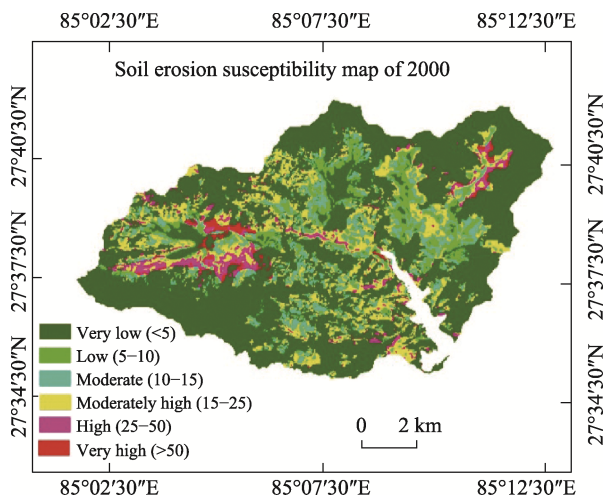 85°02′30″E 85°07′30″E 85°12′30″E
Soil erosion susceptibility map of 2000
27°40′30″N 27°40′30″N
27°37′30″N 27°37′30″N
27°34′30″N 27°34′30″N
Very low (<5)
Low (5−10)
Moderate (10−15)
Moderately high (15−25)
High (25−50)
Very high (>50)
0 2 km
85°02′30″E 85°07′30″E 85°12′30″E